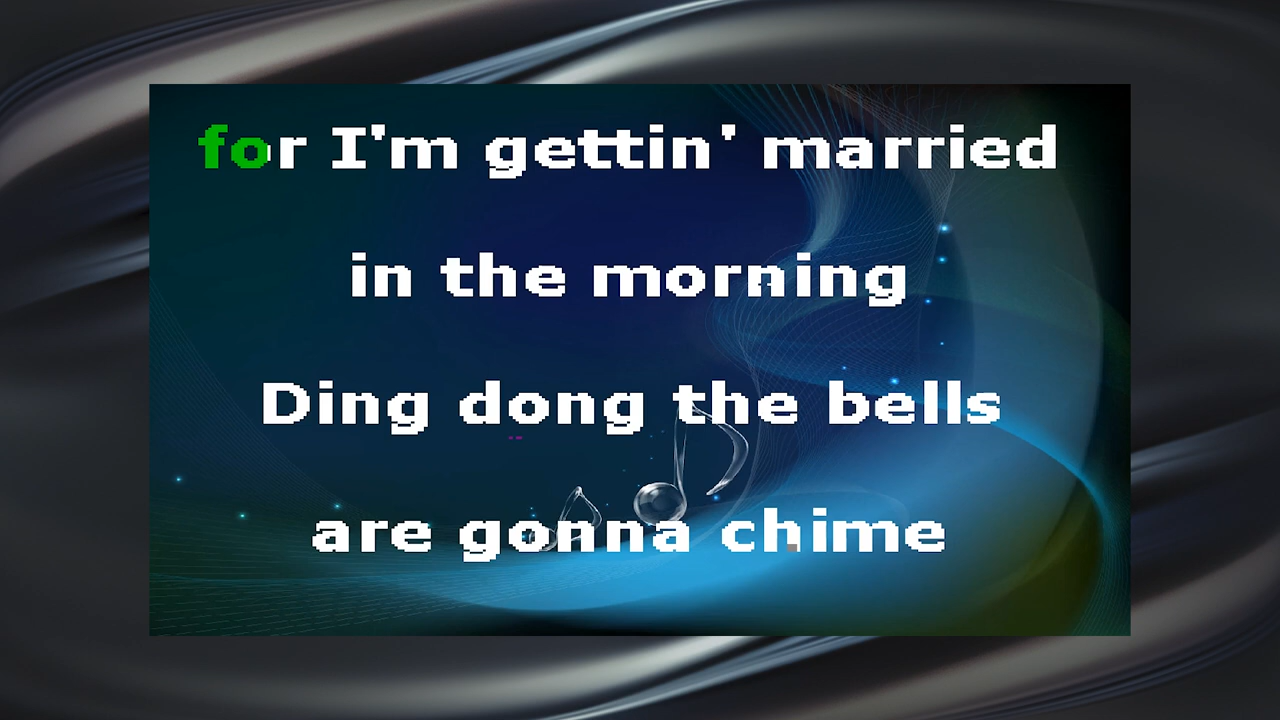 for I'm gettin' married
in the morning
Ding dong the bells
are gonna chime